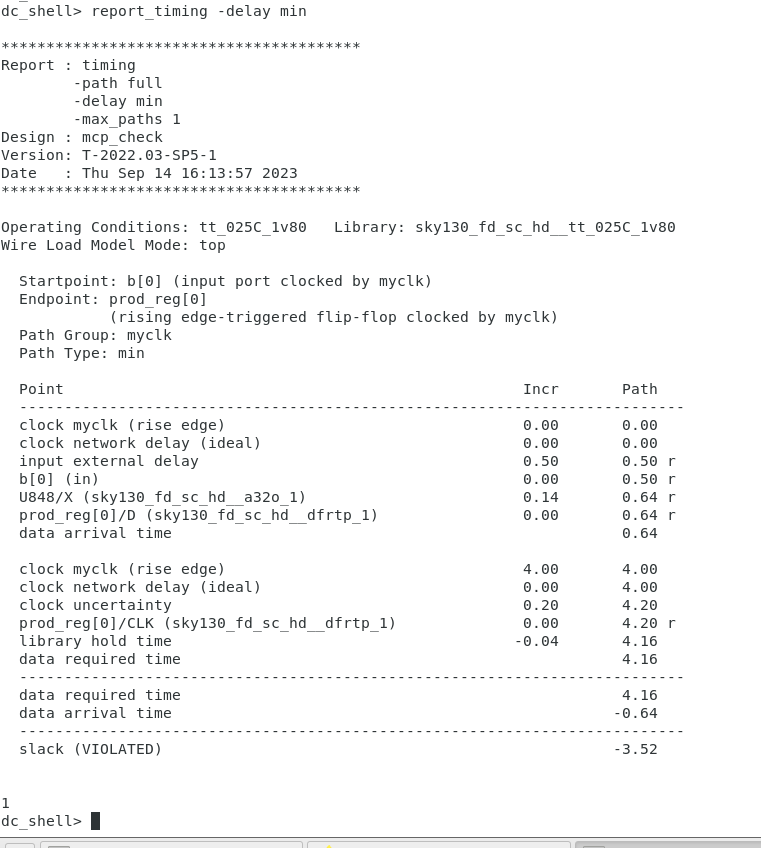 dc_shell> report_timing -delay min
****************************************
Report : timing
        -path full
        -delay min
        -max_paths 1
Design : mcp_check
Version: T-2022.03-SP5-1
Date   : Thu Sep 14 16:13:57 2023
****************************************
Operating Conditions: tt_025C_1v80   Library: sky130_fd_sc_hd__tt_025C_1v80
Wire Load Model Mode: top
  Startpoint: b[0] (input port clocked by myclk)
  Endpoint: prod_reg[0]
            (rising edge-triggered flip-flop clocked by myclk)
  Path Group: myclk
  Path Type: min
  Point                                                   Incr       Path
  --------------------------------------------------------------------------
  clock myclk (rise edge)                                 0.00       0.00
  clock network delay (ideal)                             0.00       0.00
  input external delay                                    0.50       0.50 r
  b[0] (in)                                               0.00       0.50 r
  U848/X (sky130_fd_sc_hd__a32o_1)                        0.14       0.64 r
  prod_reg[0]/D (sky130_fd_sc_hd__dfrtp_1)                0.00       0.64 r
  data arrival time                                                  0.64
  clock myclk (rise edge)                                 4.00       4.00
  clock network delay (ideal)                             0.00       4.00
  clock uncertainty                                       0.20       4.20
  prod_reg[0]/CLK (sky130_fd_sc_hd__dfrtp_1)              0.00       4.20 r
  library hold time                                      -0.04       4.16
  data required time                                                 4.16
  --------------------------------------------------------------------------
  data required time                                                 4.16
  data arrival time                                                 -0.64
  --------------------------------------------------------------------------
  slack (VIOLATED)                                                  -3.52
1
dc_shell>